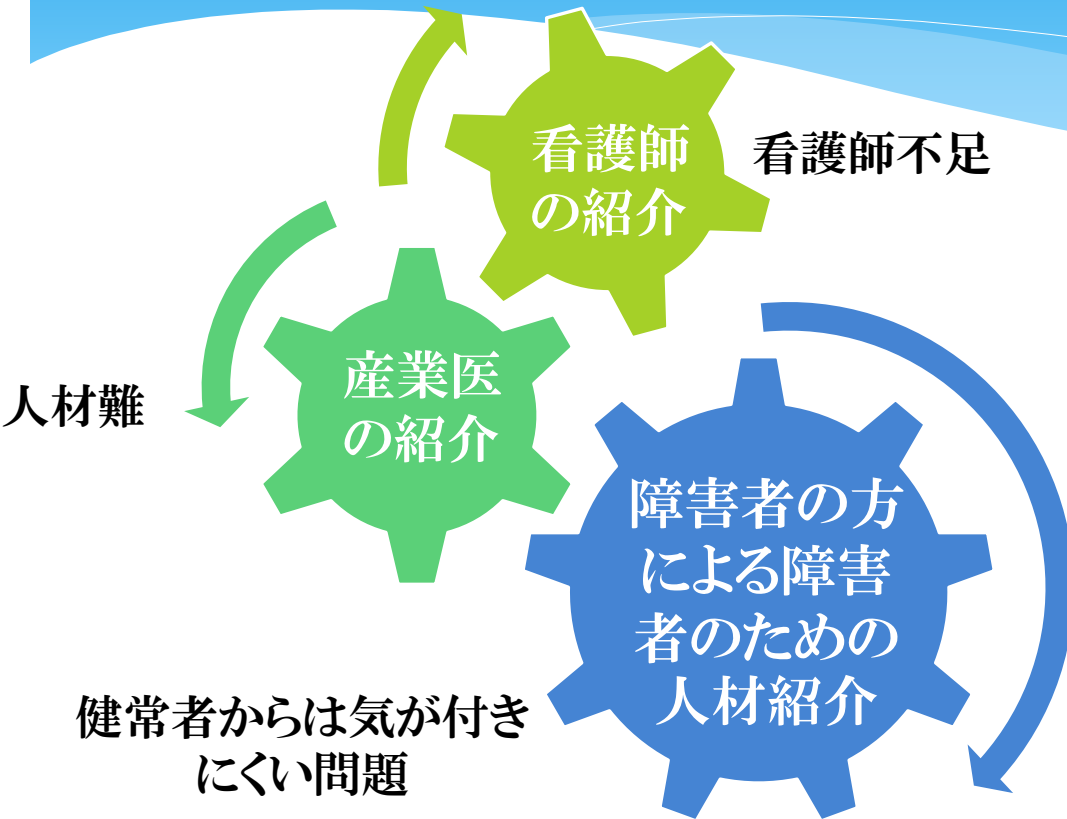 看護師
の紹介
看護師不足
産業医
の紹介
人材難
障害者の方
による障害
者のための
人材紹介
健常者からは気が付き
にくい問題